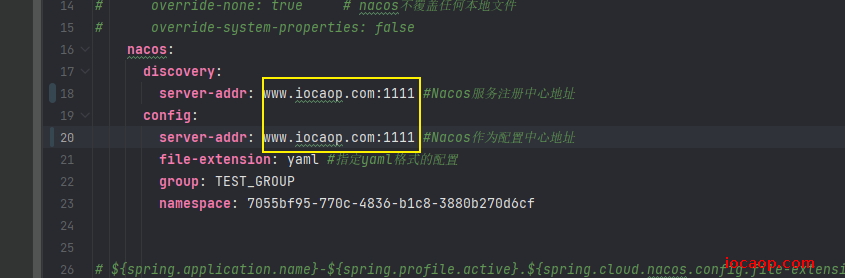 14 # override-none: true # nacos不覆盖任何本地文件
15 # override-system-properties: false
16 nacos:
17 discovery:
18 server-addr: www.iocaop.com:1111 #Nacos服务注册中心地址
19 config:
20 server-addr: www.iocaop.com:1111 #Nacos作为配置中心地址
21 file-extension: yaml #指定yaml格式的配置
22 group: TEST_GROUP
23 namespace: 7055bf95-770c-4836-b1c8-3880b270d6cf
24
25
26 # ${spring.application.name}-${spring.profile.active}.${spring.cloud.nacos.config.file-extens
Iocaop.com